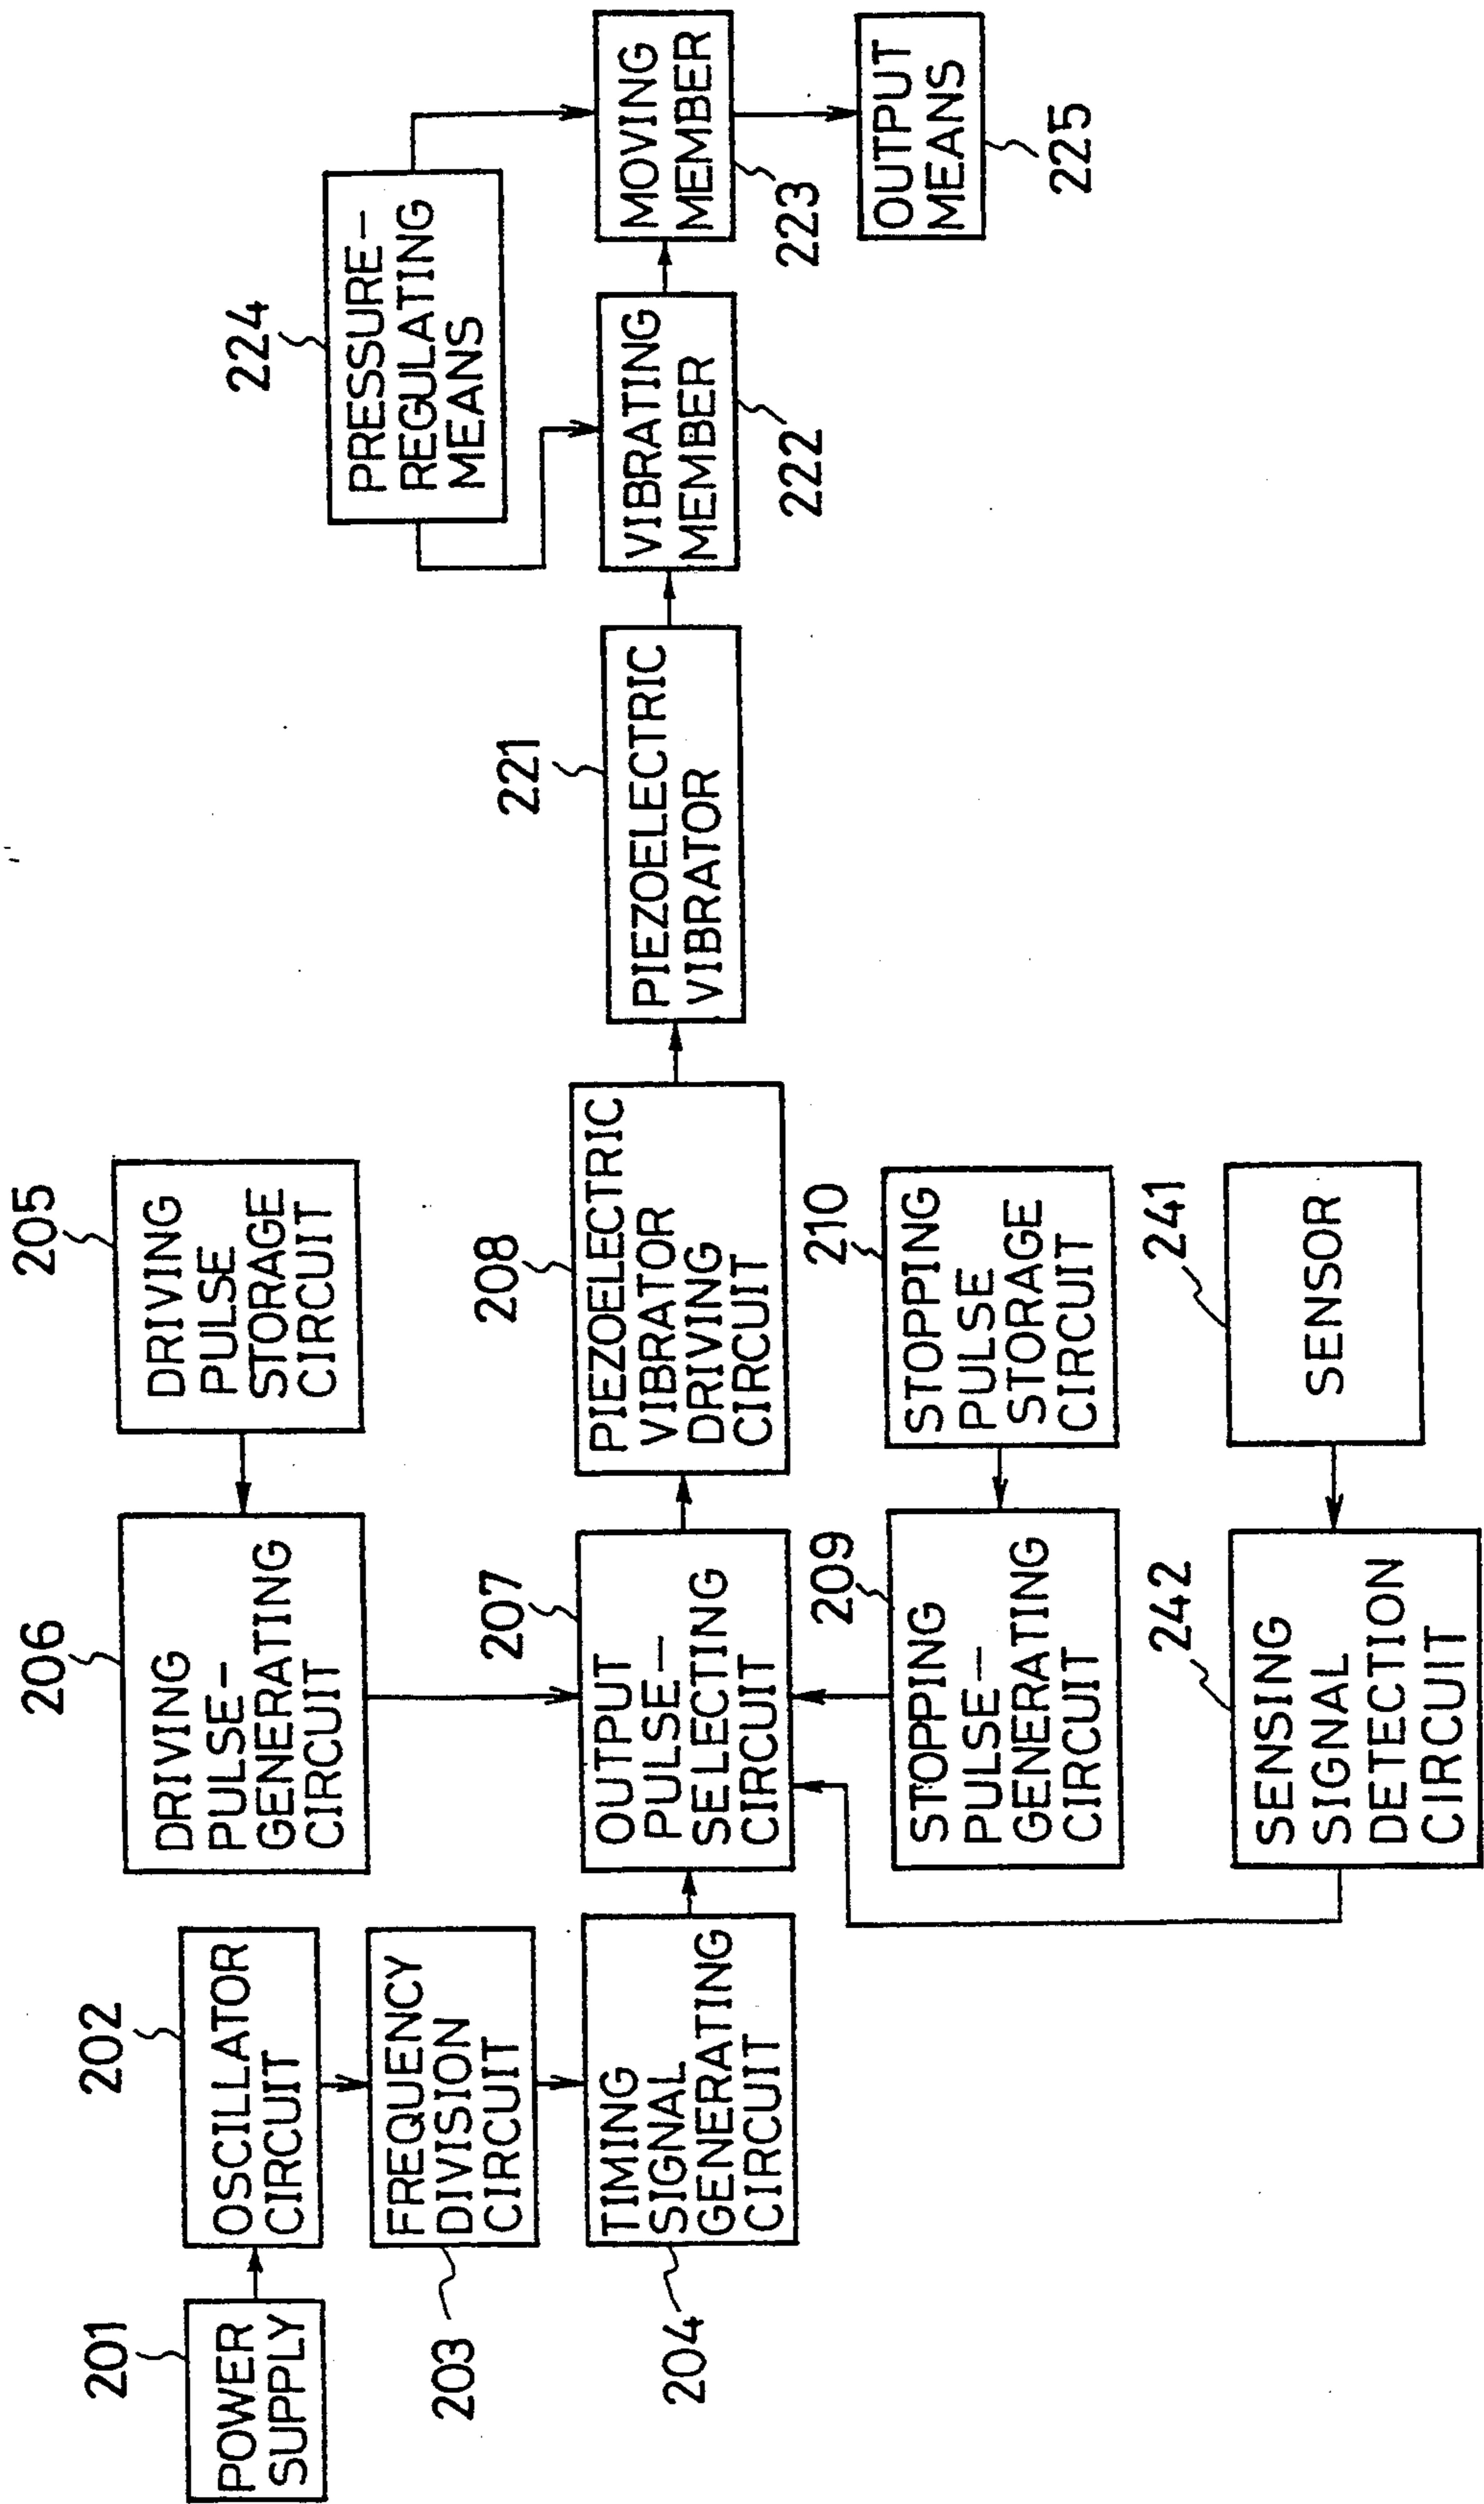 201
POWER
SUPPLY
202
OSCILLATOR
CIRCUIT
203
FREQUENCY
DIVISION
CIRCUIT
204
TIMING
SIGNAL
GENERATING
CIRCUIT
205
DRIVING
PULSE
STORAGE
CIRCUIT
206
DRIVING
PULSE-
GENERATING
CIRCUIT
207
OUTPUT
PULSE-
SELECTING
CIRCUIT
208
PIEZOELECTRIC
VIBRATOR
DRIVING
CIRCUIT
209
STOPPING
PULSE-
GENERATING
CIRCUIT
210
STOPPING
PULSE
STORAGE
CIRCUIT
241
SENSOR
242
SENSING
SIGNAL
DETECTION
CIRCUIT
221
PIEZOELECTRIC
VIBRATOR
224
PRESSURE-
REGULATING
MEANS
VIBRATING
MEMBER
222
MOVING
MEMBER
223
OUTPUT
MEANS
225